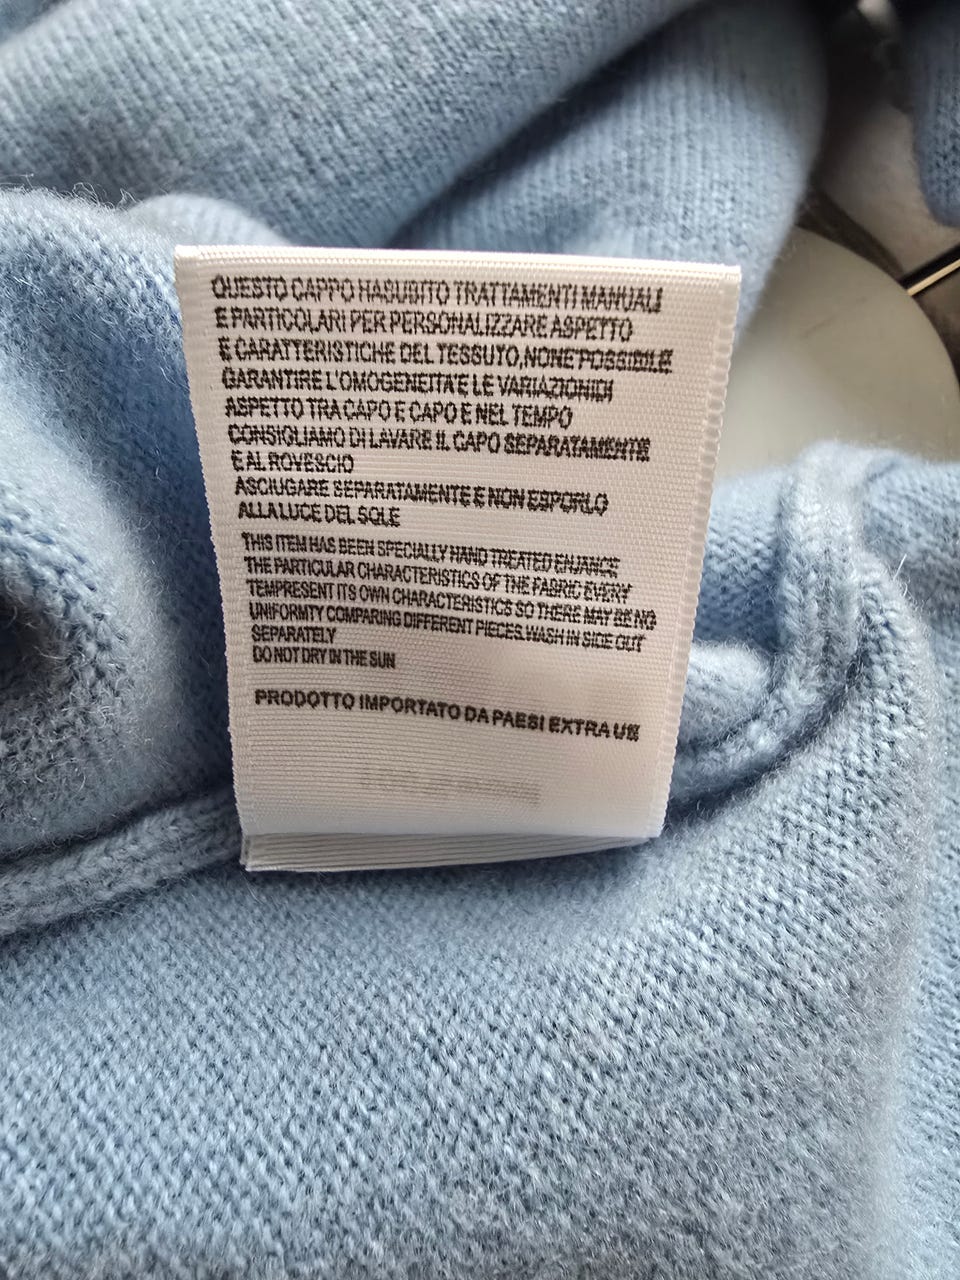 QUESTO CAPPO HASUBITO TRATTAMENTI MANUALI
E PARTICOLARI PER PERSONALIZZARE ASPETTO
E CARATTERISTICHE DEL TESSUTO,NONE'POSSIBILE
GARANTIRE L'OMOGENEITA'E LE VARIAZIONIDI
ASPETTO TRA CAPO E CAPO E NEL TEMPO
CONSIGLIAMO DI LAVARE IL CAPO SEPARATAMENTE
E AL ROVESCIO
ASCIUGARE SEPARATAMENTE E NON ESPORLO
ALLA LUCE DEL SOLE
THIS ITEM HAS BEEN SPECIALLY HAND TREATED ENJANCE
THE PARTICULAR CHARACTERISTICS OF THE FABRIC EVERY
TEMPRESENT ITS OWN CHARACTERISTICS SO THERE MAY BE NO
UNIFORMTY COMPARING DIFFERENT PIECES.WASH IN SIDE OUT
SEPARATELY
DO NOT DRY IN THE SUN
PRODOTTO IMPORTATO DA PAESI EXTRA UE